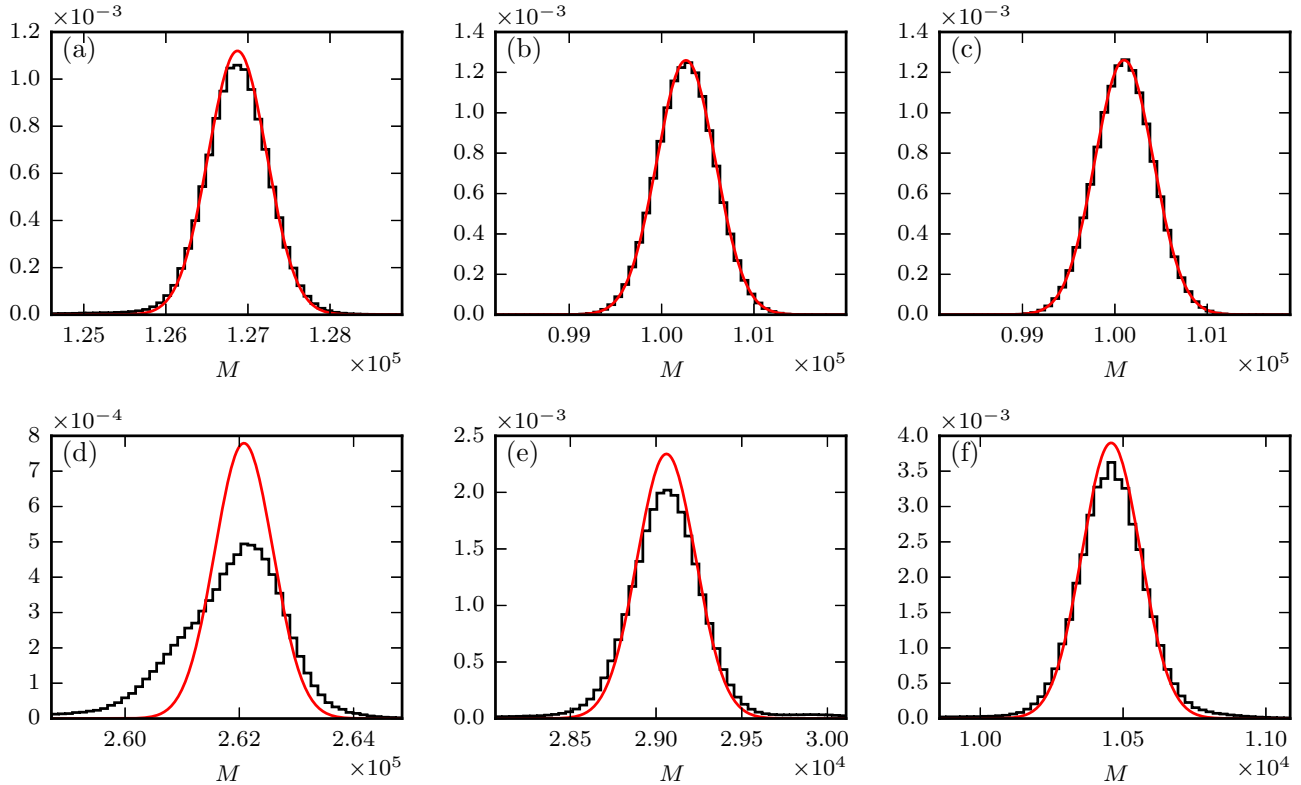 ×10⁻³ ×10⁻³ ×10⁻³
(a) (b) (c)
1.2 1.4 1.4
1.0 1.2 1.2
0.8 1.0 1.0
0.6 0.8 0.8
0.4 0.6 0.6
0.2 0.4 0.4
0.0 0.2 0.2
0.0 0.0
1.25 1.26 1.27 1.28 0.99 1.00 1.01 0.99 1.00 1.01
M ×10⁵ M ×10⁵ M ×10⁵
×10⁻⁴ ×10⁻³ ×10⁻³
(d) (e) (f)
8 2.5 4.0
7 2.0 3.5
6 1.5 3.0
5 1.0 2.5
4 0.5 2.0
3 0.0 1.5
2 1.0
1 0.5
0 0.0
2.60 2.62 2.64 2.85 2.90 2.95 3.00 1.00 1.05 1.10
M ×10⁵ M ×10⁴ M ×10⁴